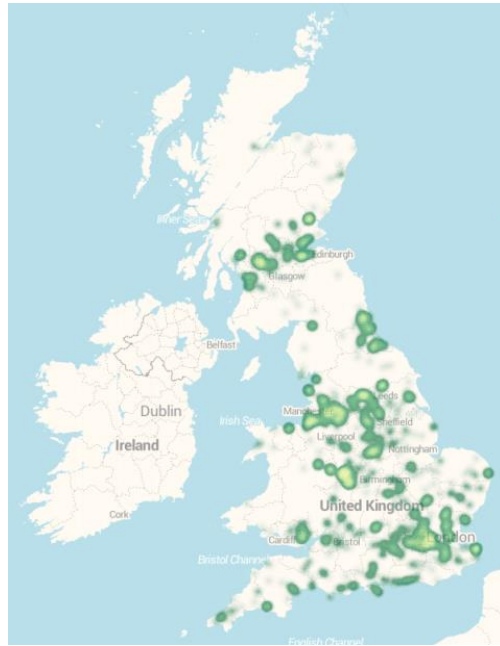 Inner Seas
Edinburgh
Glasgow
Belfast
Leeds
Manchester
Irish Sea
Dublin
Sheffield
Liverpool
Ireland
Nottingham
Birmingham
Cork
United Kingdom
London
Cardiff
Bristol
Bristol Channel
English Channel